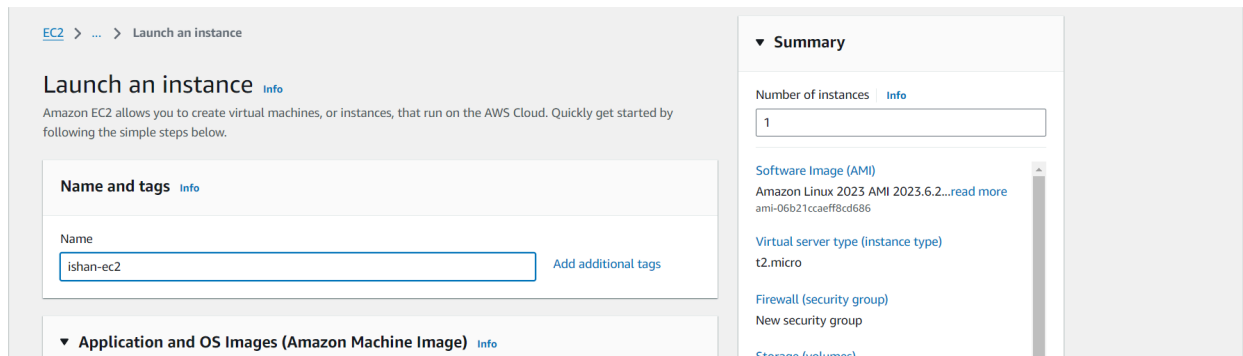 EC2 > ... > Launch an instance
Launch an instance Info
Amazon EC2 allows you to create virtual machines, or instances, that run on the AWS Cloud. Quickly get started by
following the simple steps below.
Name and tags Info
Name
ishan-ec2
Add additional tags
▼ Application and OS Images (Amazon Machine Image) Info
▼ Summary
Number of instances Info
1
Software Image (AMI)
Amazon Linux 2023 AMI 2023.6.2...read more
ami-06b21ccaeff8cd686
Virtual server type (instance type)
t2.micro
Firewall (security group)
New security group
Storage (volumes)